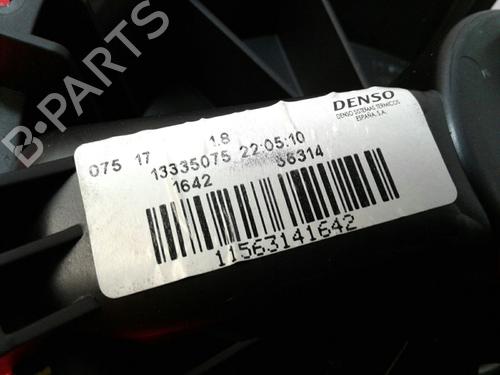 DENSO
DENSO SISTEMAS TERMICOS
ESPAÑA, S.A.
075 17 1.8
13335075 22:05:10
1642 56314
11563141642
B-PARTS